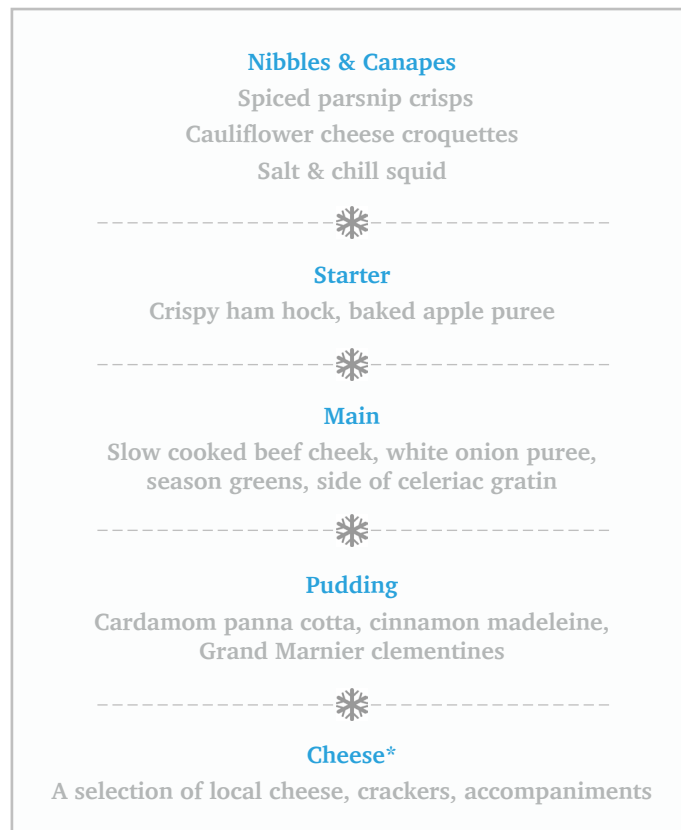 Nibbles & Canapes
Spiced parsnip crisps
Cauliflower cheese croquettes
Salt & chill squid
Starter
Crispy ham hock, baked apple puree
Main
Slow cooked beef cheek, white onion puree,
season greens, side of celeriac gratin
Pudding
Cardamom panna cotta, cinnamon madeleine,
Grand Marnier clementines
Cheese*
A selection of local cheese, crackers, accompaniments